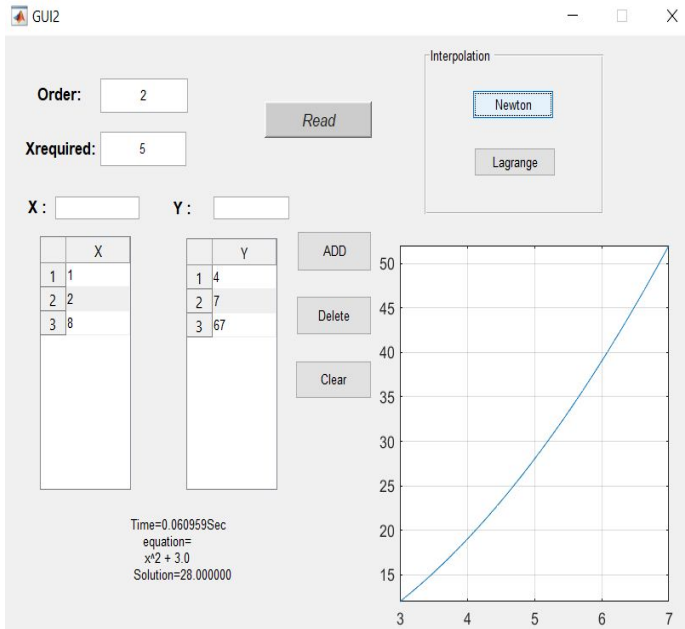 GUI2
Interpolation
Order: 2
Read
Newton
Xrequired: 5
Lagrange
X :
Y :
X
1 1
2 2
3 8
Y
1 4
2 7
3 67
ADD
Delete
Clear
50
45
40
35
30
25
20
15
3 4 5 6 7
Time=0.060959Sec
equation=
x^2 + 3.0
Solution=28.000000